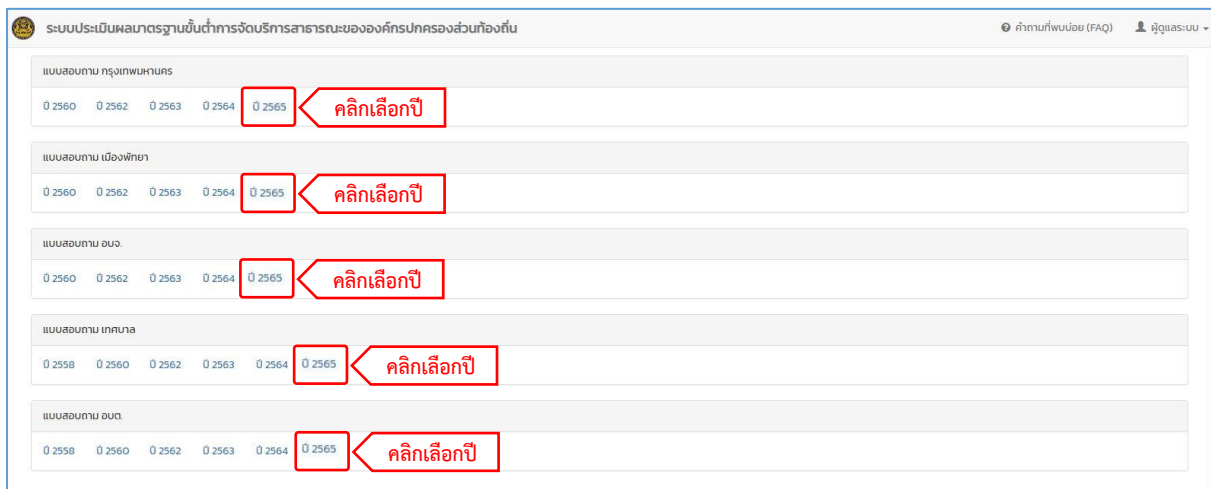 ระบบประเมินผลมาตรฐานขั้นต่ำการจัดบริการสาธารณะขององค์กรปกครองส่วนท้องถิ่น คำถามที่พบบ่อย (FAQ) ผู้ดูแลระบบ
แบบสอบถาม กรุงเทพมหานคร
ปี 2560 ปี 2562 ปี 2563 ปี 2564 ปี 2565 คลิกเลือกปี
แบบสอบถาม เมืองพัทยา
ปี 2560 ปี 2562 ปี 2563 ปี 2564 ปี 2565 คลิกเลือกปี
แบบสอบถาม อบจ.
ปี 2560 ปี 2562 ปี 2563 ปี 2564 ปี 2565 คลิกเลือกปี
แบบสอบถาม เทศบาล
ปี 2558 ปี 2560 ปี 2562 ปี 2563 ปี 2564 ปี 2565 คลิกเลือกปี
แบบสอบถาม อบต.
ปี 2558 ปี 2560 ปี 2562 ปี 2563 ปี 2564 ปี 2565 คลิกเลือกปี